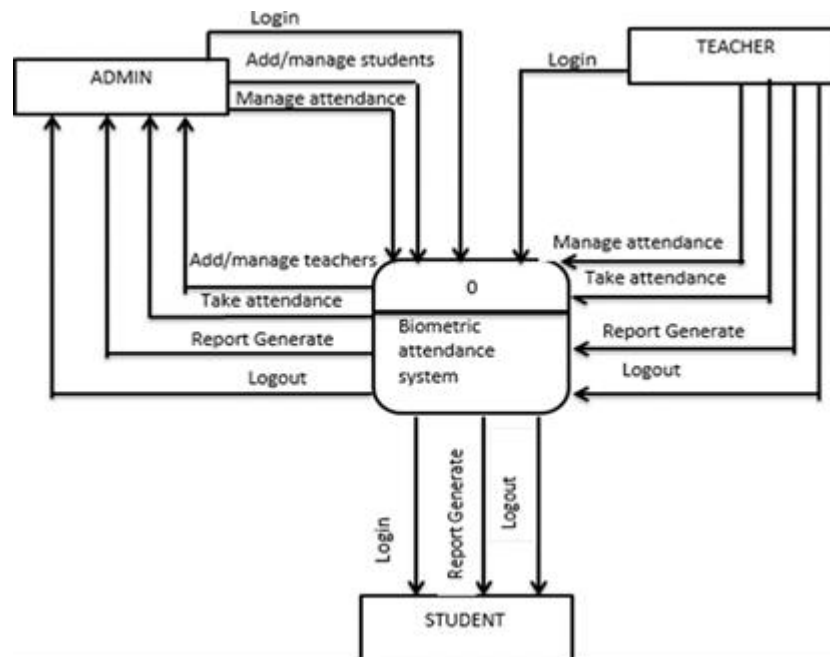 Login
TEACHER
Add/manage students
Login
ADMIN
Manage attendance
Manage attendance
Add/manage teachers
Take attendance
0
Take attendance
Biometric
attendance
system
Report Generate
Report Generate
Logout
Logout
Login
Report Generate
Logout
STUDENT